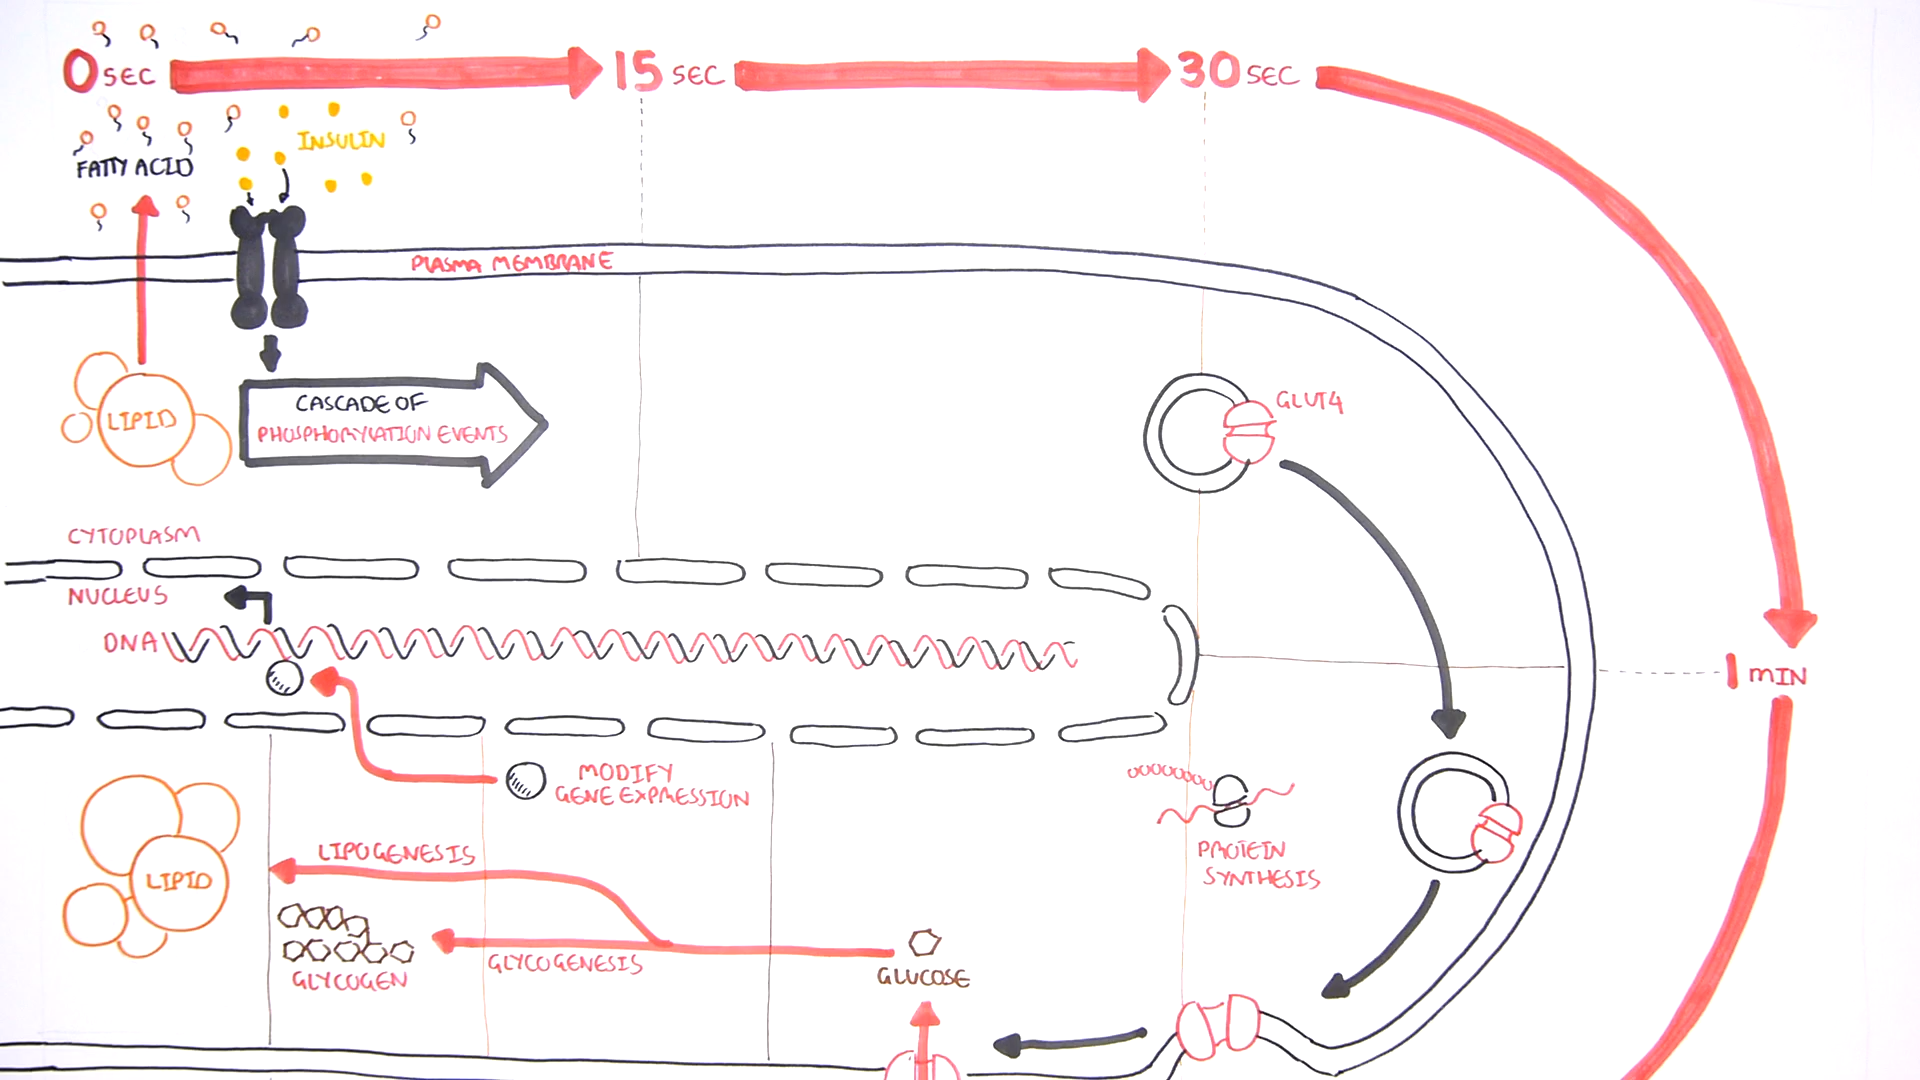 0 SEC
15 SEC
30 SEC
INSULIN
FATTY ACID
PLASMA MEMBRANE
LIPID
CASCADE OF
PHOSPHORYLATION EVENTS
GLUT4
CYTOPLASM
NUCLEUS
DNA
1 MIN
MODIFY
GENE EXPRESSION
PROTEIN
SYNTHESIS
LIPOGENESIS
LIPID
GLYCOGENESIS
GLYCOGEN
GLUCOSE